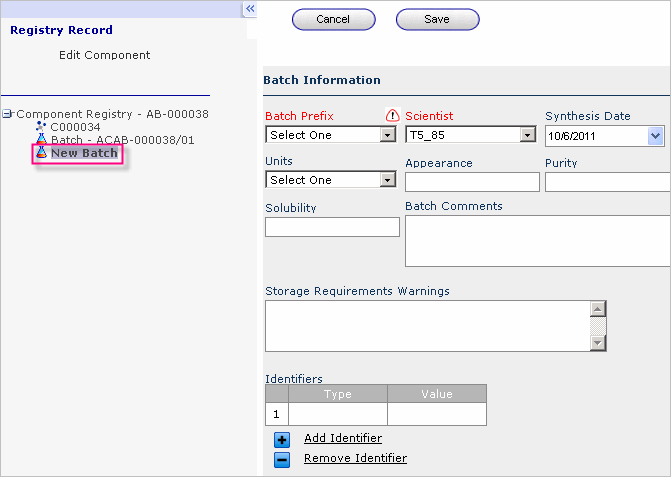 Registry Record
Edit Component
Component Registry - AB-000038
C000034
Batch - ACAB-000038/01
New Batch
Cancel Save
Batch Information
Batch Prefix Scientist Synthesis Date
Select One T5_85 10/6/2011
Units Appearance Purity
Select One
Solubility Batch Comments
Storage Requirements Warnings
Identifiers
Type Value
1
Add Identifier
Remove Identifier